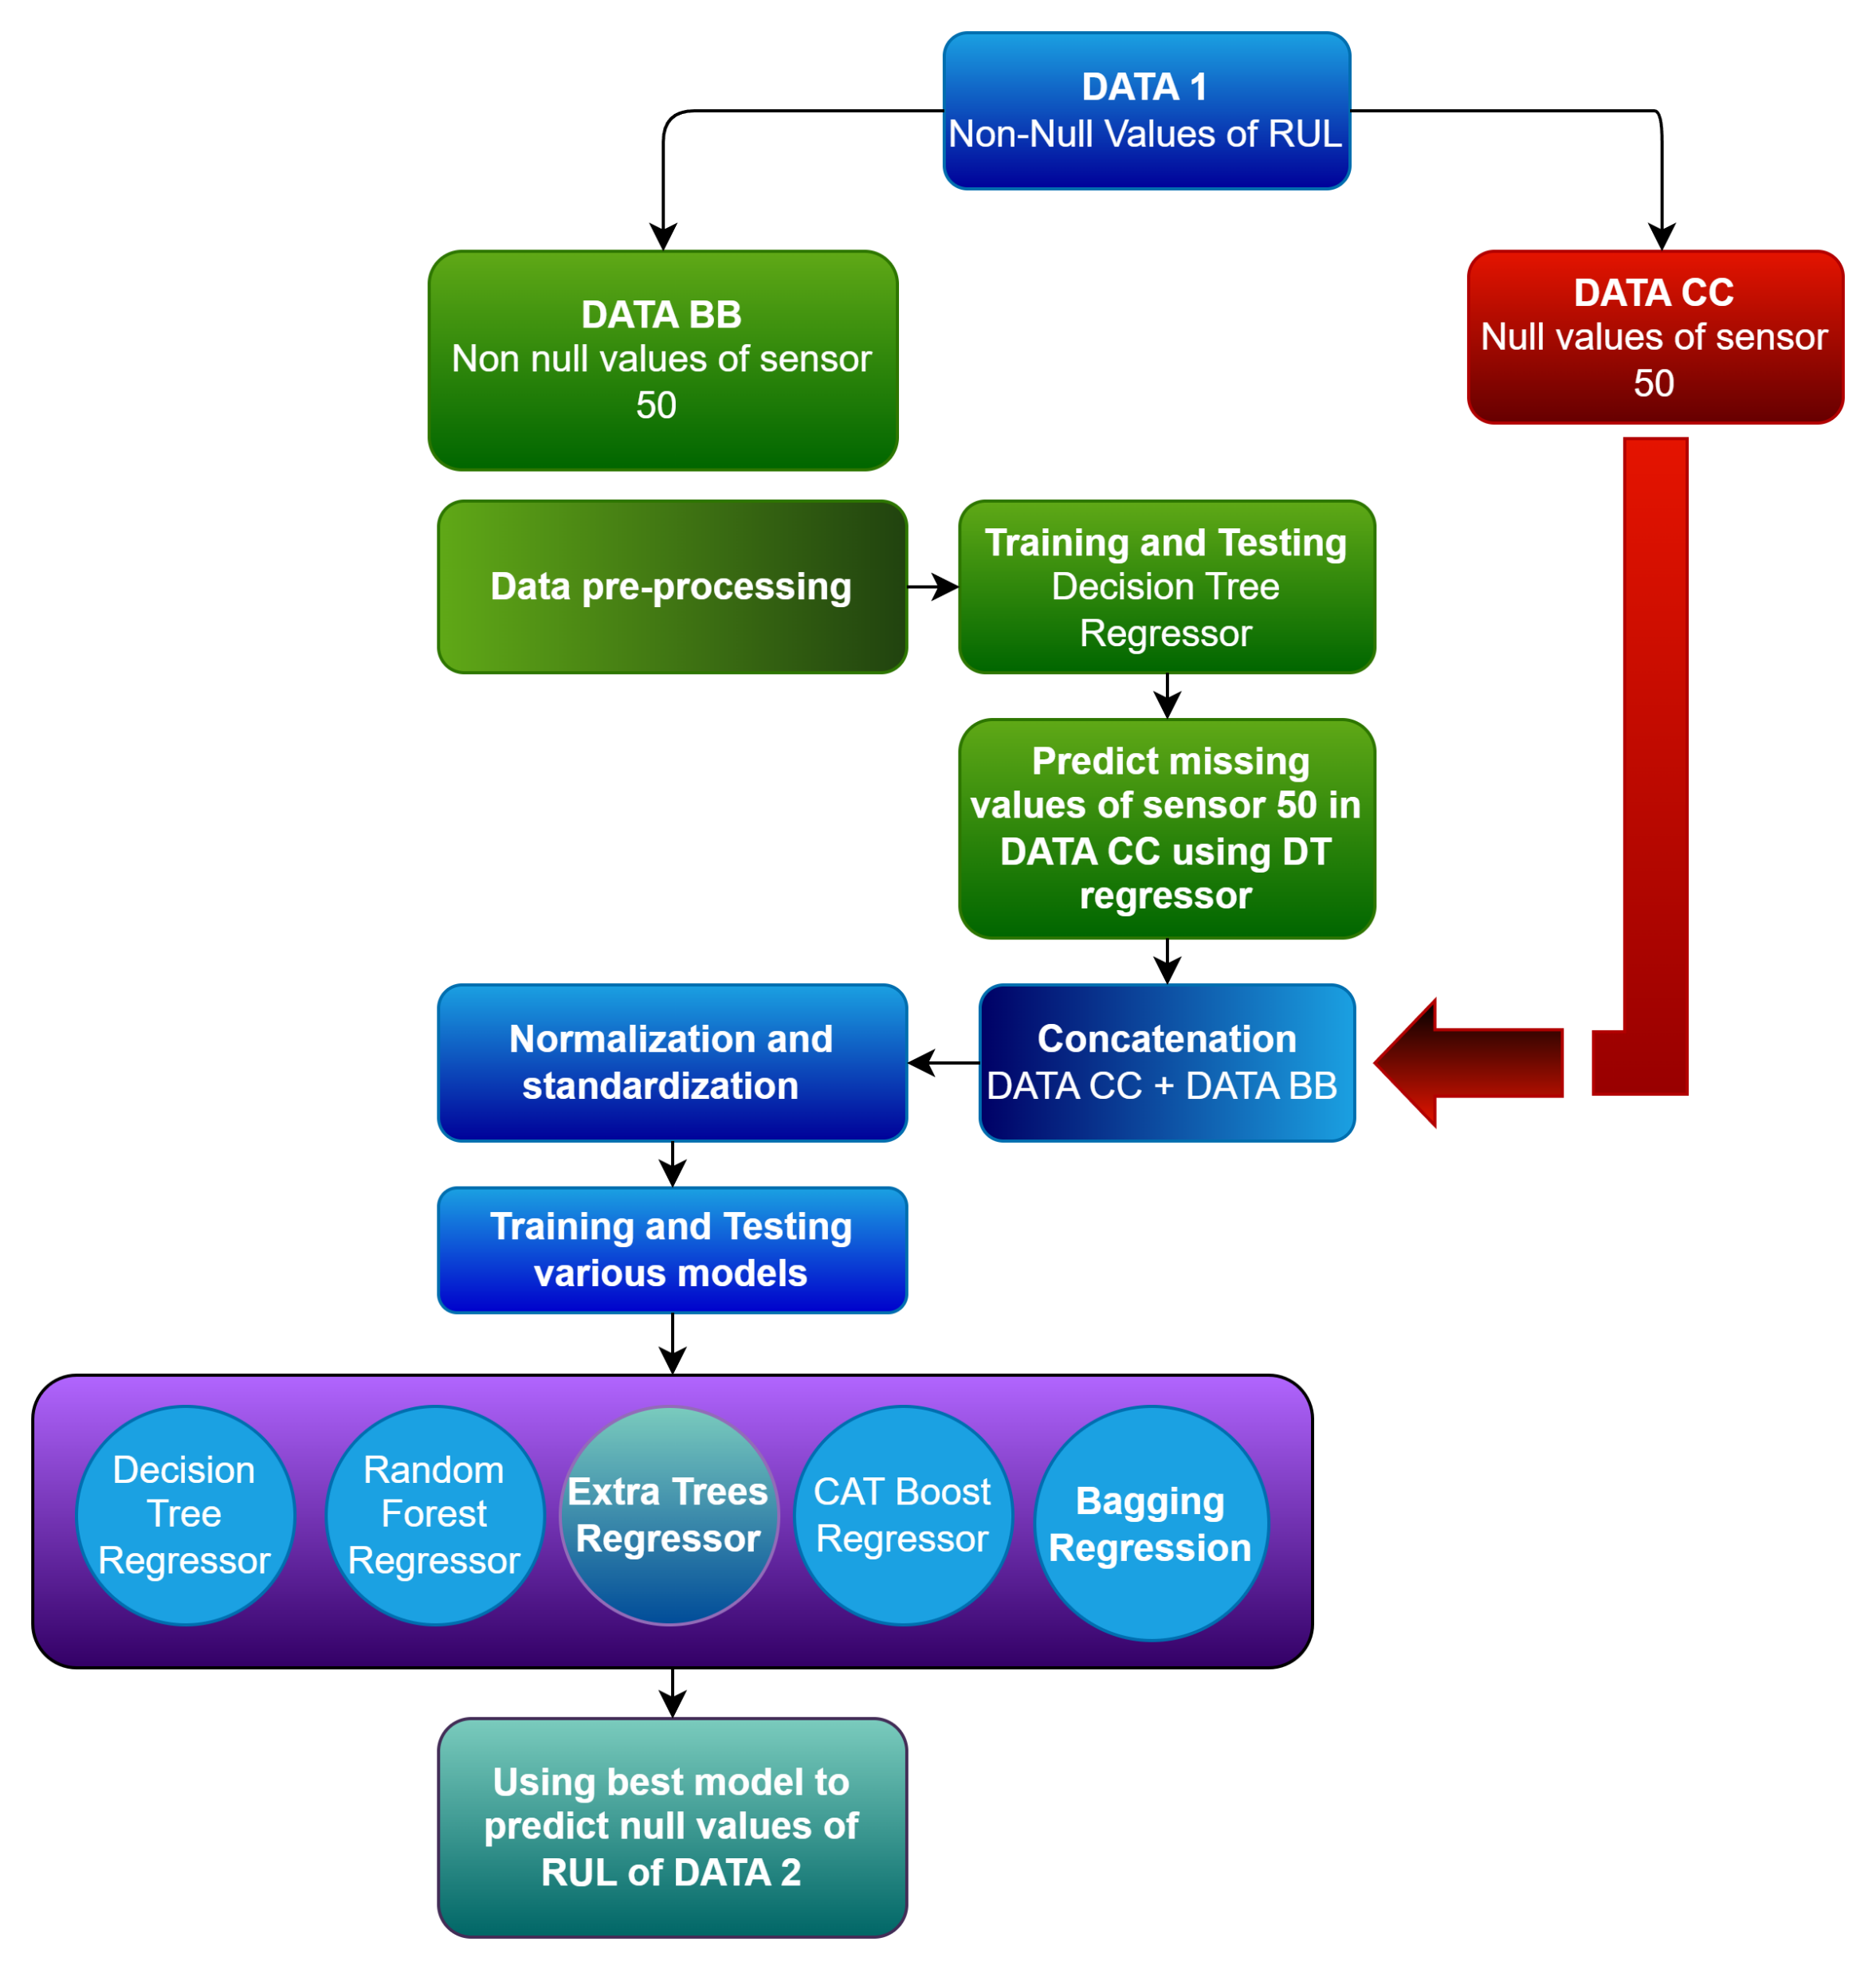 DATA 1
Non-Null Values of RUL
DATA BB
Non null values of sensor
50
DATA CC
Null values of sensor
50
Data pre-processing
Training and Testing
Decision Tree
Regressor
Predict missing
values of sensor 50 in
DATA CC using DT
regressor
Concatenation
DATA CC + DATA BB
Normalization and
standardization
Training and Testing
various models
Decision
Tree
Regressor
Random
Forest
Regressor
Extra Trees
Regressor
CAT Boost
Regressor
Bagging
Regression
Using best model to
predict null values of
RUL of DATA 2